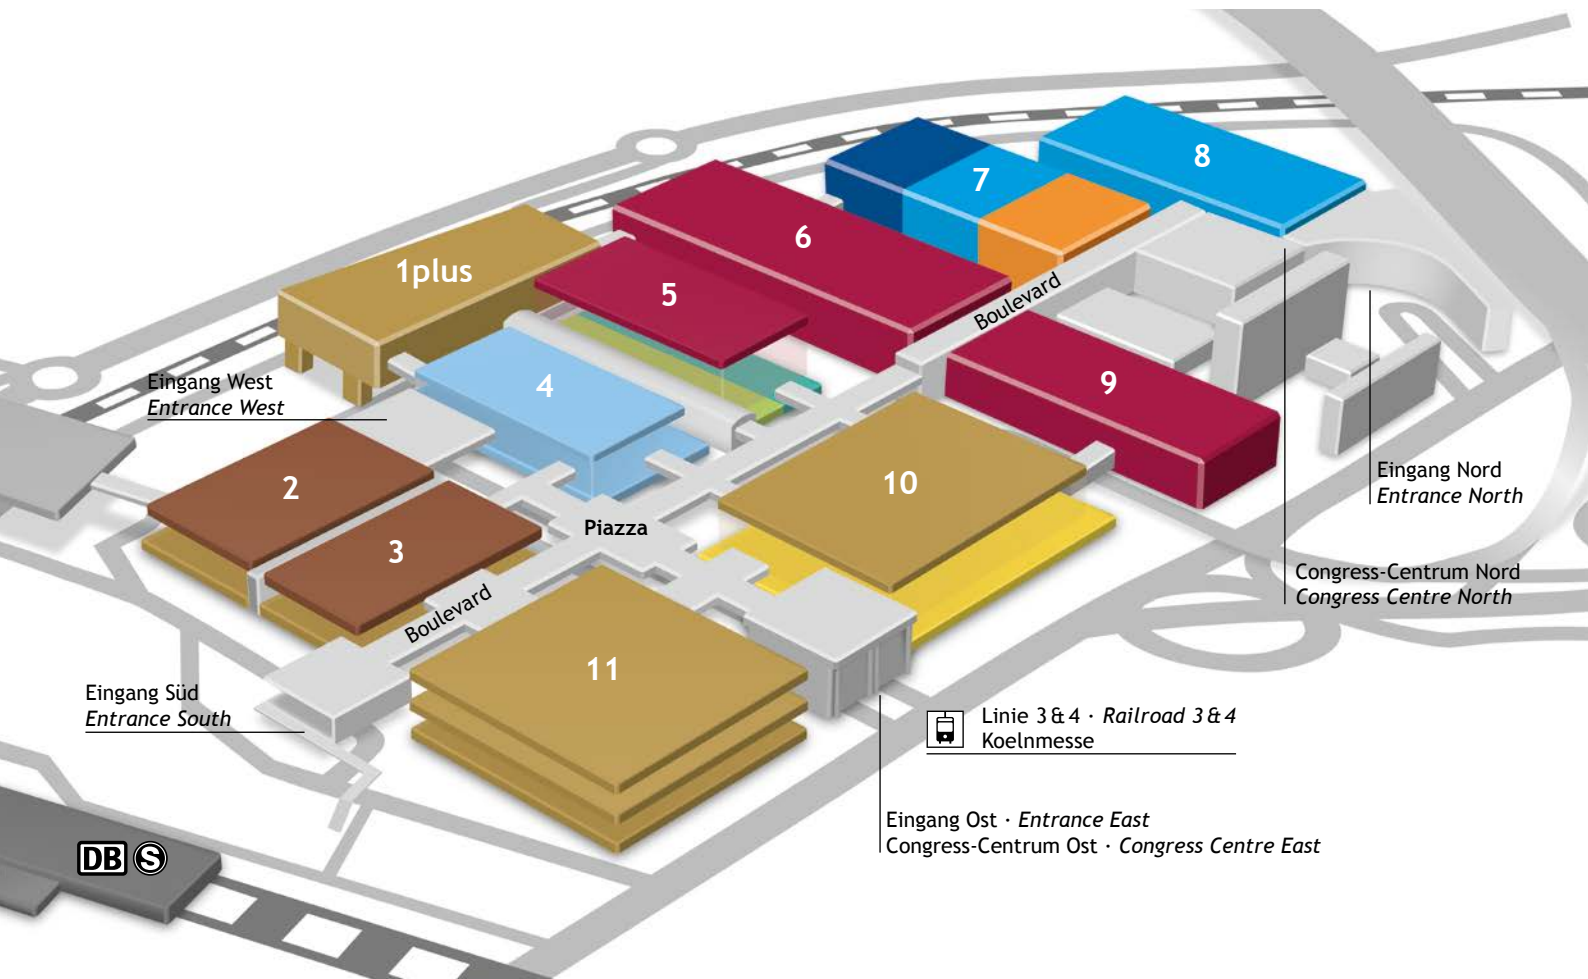 8
7
6
1plus
5
Boulevard
4
9
Eingang West
Entrance West
2
10
Eingang Nord
Entrance North
Piazza
3
Congress-Centrum Nord
Congress Centre North
Boulevard
11
Eingang Süd
Entrance South
Linie 3 & 4 · Railroad 3 & 4
Koelnmesse
Eingang Ost · Entrance East
Congress-Centrum Ost · Congress Centre East
DB S